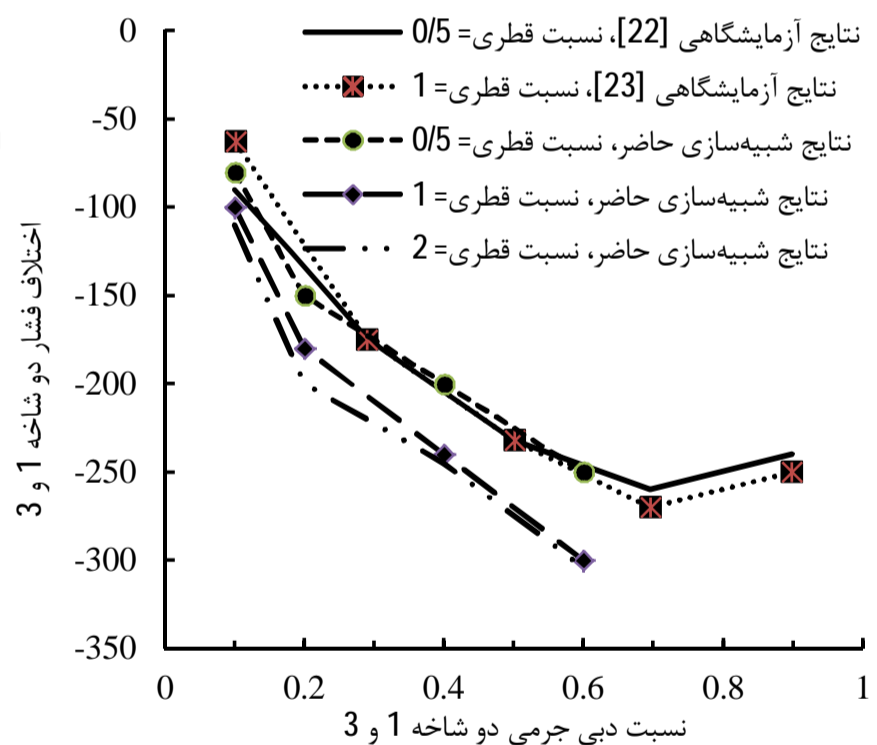 نتایج آزمایشگاهی [22]، نسبت قطری= 0/5
نتایج آزمایشگاهی [23]، نسبت قطری= 1
نتایج شبیه‌سازی حاضر، نسبت قطری= 0/5
نتایج شبیه‌سازی حاضر، نسبت قطری= 1
نتایج شبیه‌سازی حاضر، نسبت قطری= 2
0
-50
-100
-150
-200
-250
-300
-350
اختلاف فشار دو شاخه 1 و 3
0 0.2 0.4 0.6 0.8 1
نسبت دبی جرمی دو شاخه 1 و 3